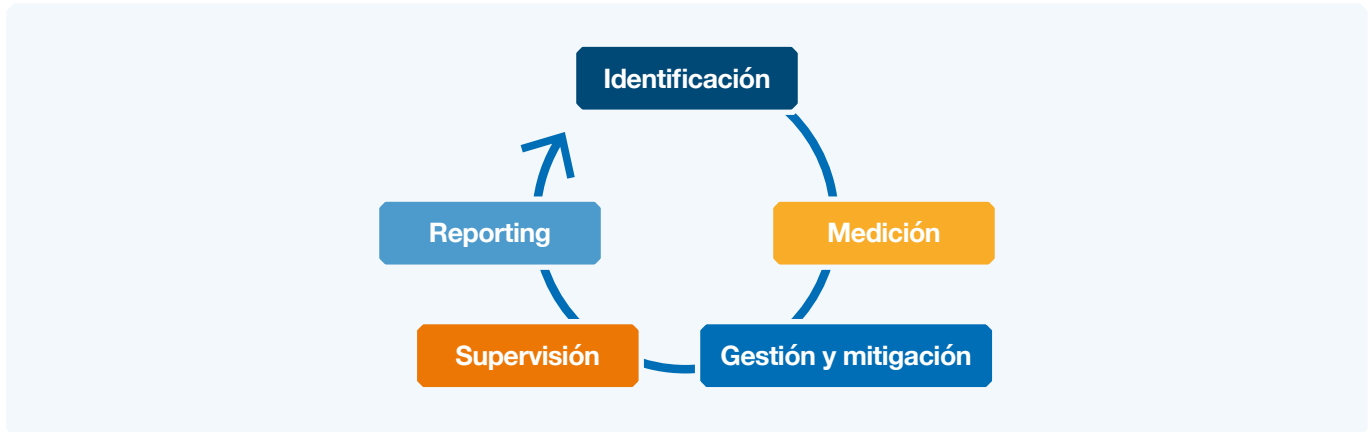 Identificación
Medición
Gestión y mitigación
Supervisión
Reporting